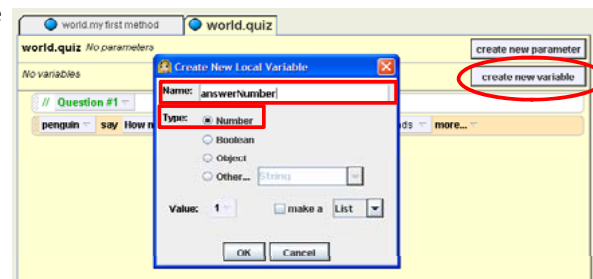 e
world.my first method
world.quiz
world.quiz No parameters
create new parameter
No variables
create new variable
Create New Local Variable
Name: answerNumber
Type: Number
Boolean
Object
Other... String
Value: 1
make a List
OK Cancel
// Question #1
penguin say How
more...